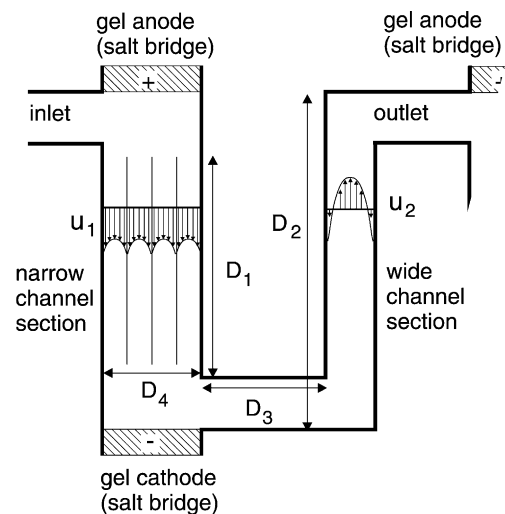 gel anode
(salt bridge)
+
inlet
gel anode
(salt bridge)
outlet
u1
D1
D2
u2
narrow
channel
section
wide
channel
section
D4
D3
-
gel cathode
(salt bridge)